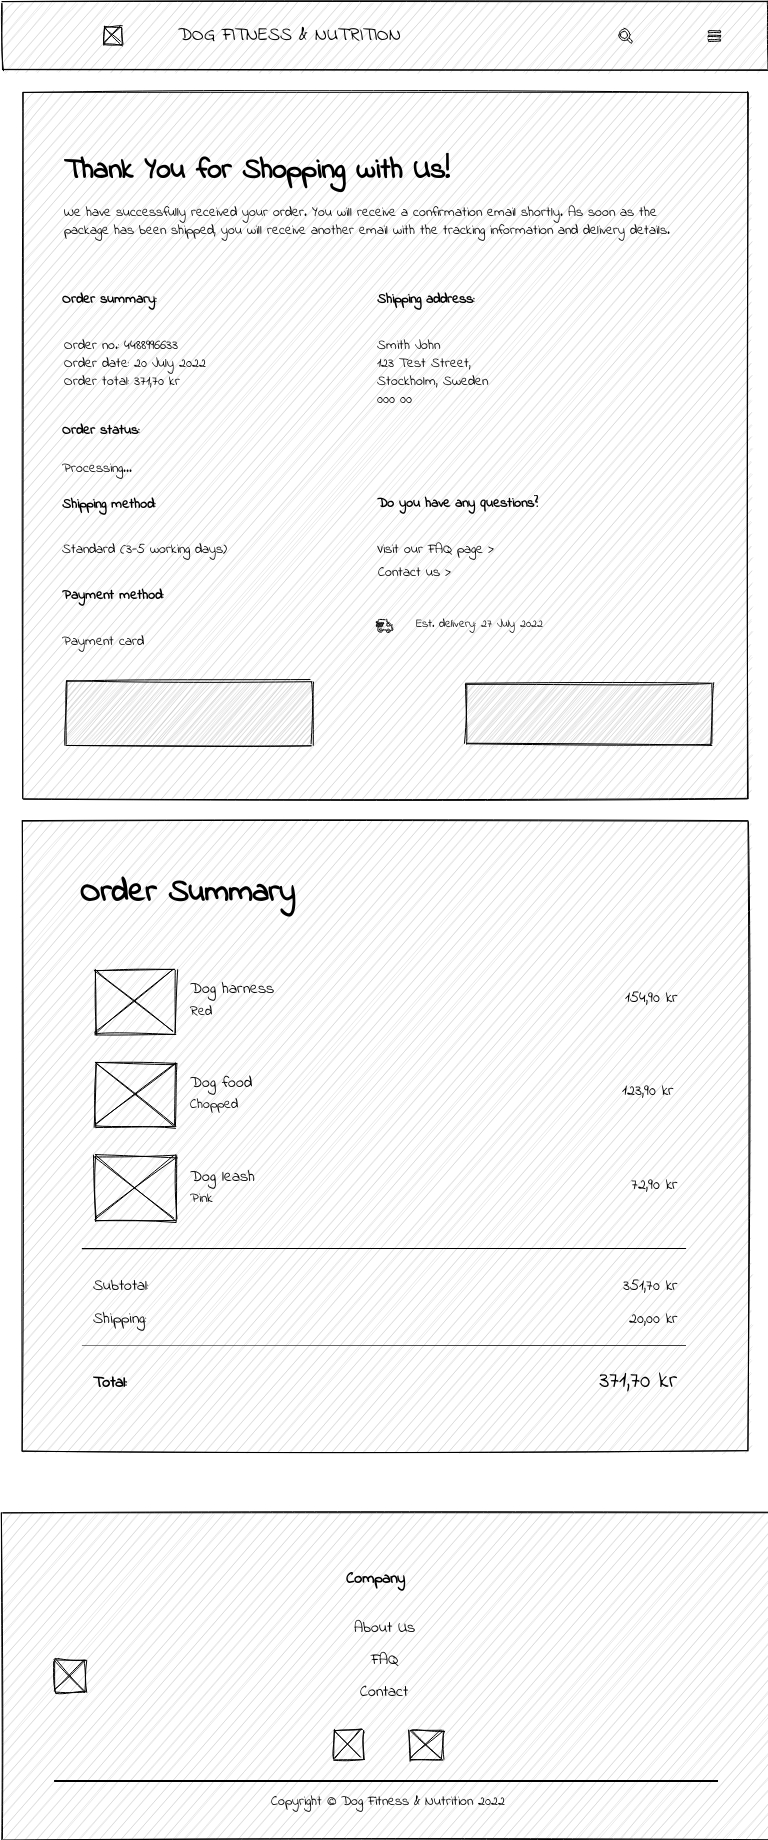 DOG FITNESS & NUTRITION
Thank You for Shopping with Us!
We have successfully received your order. You will receive a confirmation email shortly. As soon as the
package has been shipped, you will receive another email with the tracking information and delivery details.
Order summary:
Order no.: 4488996633
Order date: 20 July 2022
Order total: 371,70 kr
Order status:
Processing...
Shipping method:
Standard (3-5 working days)
Payment method:
Payment card
Shipping address:
Smith John
123 Test Street,
Stockholm, Sweden
000 00
Do you have any questions?
Visit our FAQ page >
Contact us >
Est. delivery: 27 July 2022
Order Summary
Dog harness
Red
154,90 kr
Dog food
Chopped
123,90 kr
Dog leash
Pink
72,90 kr
Subtotal: 351,70 kr
Shipping: 20,00 kr
Total: 371,70 kr
Company
About Us
FAQ
Contact
Copyright © Dog Fitness & Nutrition 2022